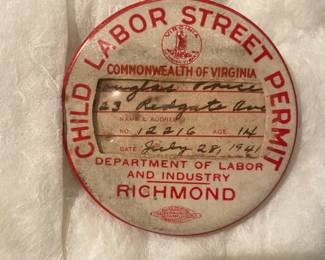 CHILD LABOR STREET PERMIT
VIRGINIA
COMMONWEALTH OF VIRGINIA
23 Redgate Ave
NAME & ADDRESS
NO. 12216 AGE 14
DATE July 28, 1941
DEPARTMENT OF LABOR
AND INDUSTRY
RICHMOND